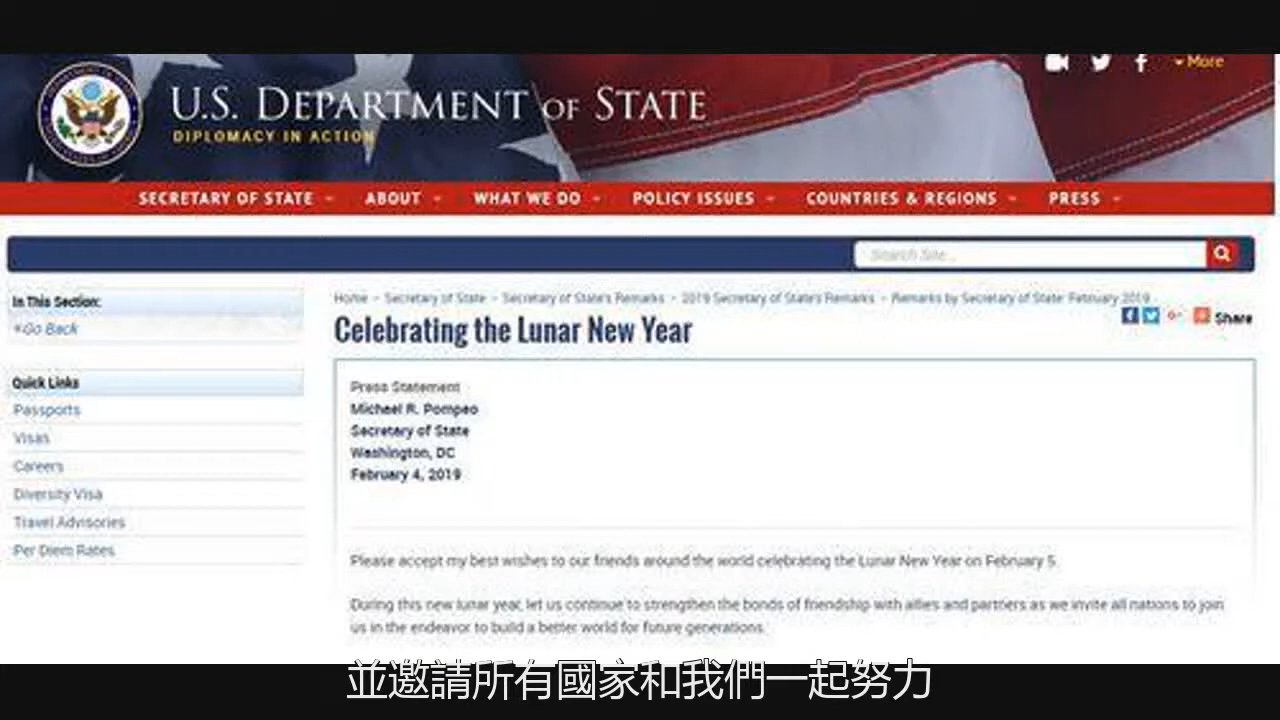 More
U.S. DEPARTMENT OF STATE
DIPLOMACY IN ACTION
SECRETARY OF STATE ABOUT WHAT WE DO POLICY ISSUES COUNTRIES & REGIONS PRESS
Search Site...
In This Section:
Go Back
Home Secretary of State Secretary of State's Remarks 2019 Secretary of State's Remarks Remarks by Secretary of State: February 2019
Share
Celebrating the Lunar New Year
Quick Links
Passports
Visas
Careers
Diversity Visa
Travel Advisories
Per Diem Rates
Press Statement
Michael R. Pompeo
Secretary of State
Washington, DC
February 4, 2019
Please accept my best wishes to our friends around the world celebrating the Lunar New Year on February 5.
During this new lunar year, let us continue to strengthen the bonds of friendship with allies and partners as we invite all nations to join
us in the endeavor to build a better world for future generations.
並邀請所有國家和我們一起努力